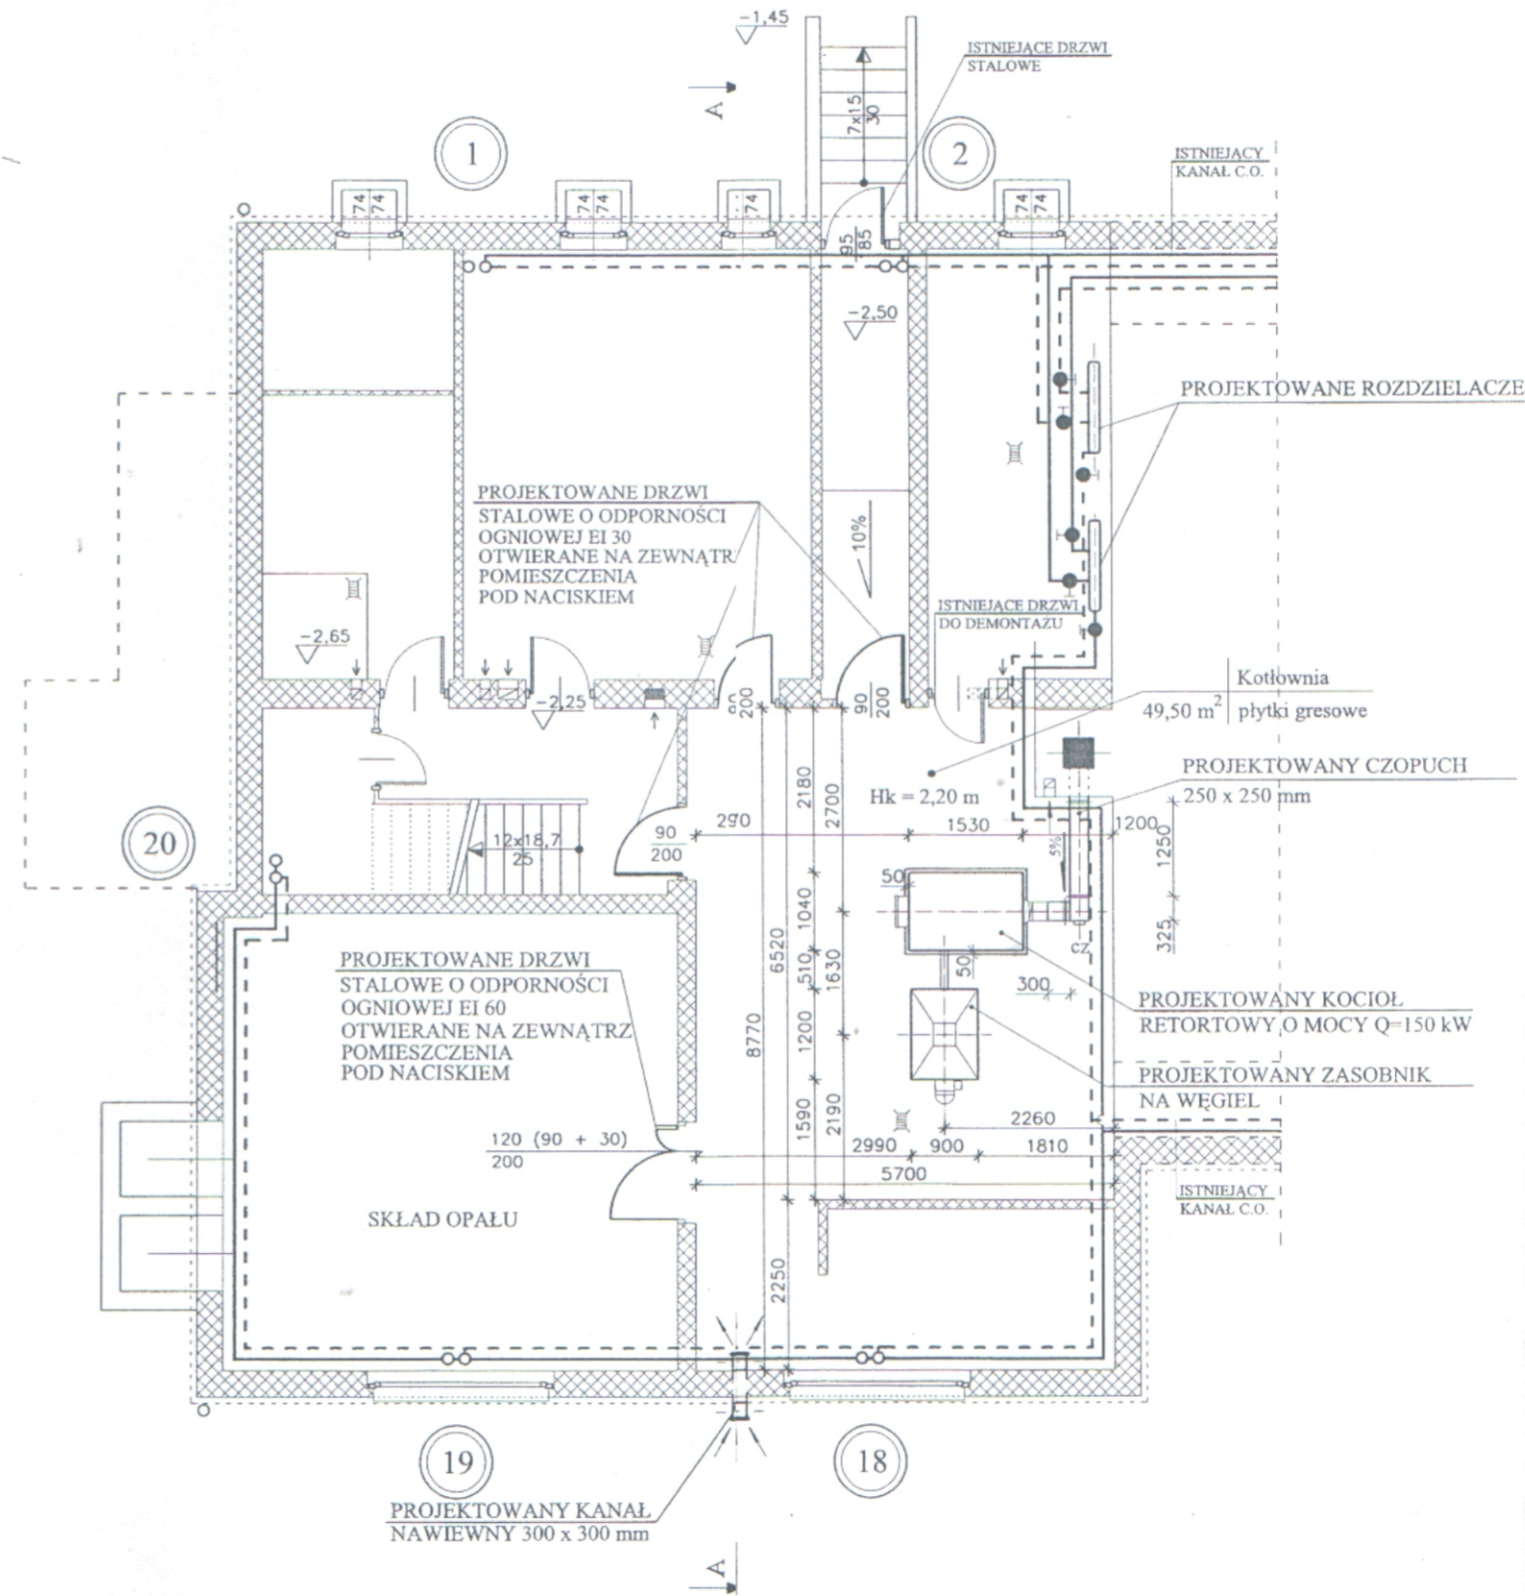 -1,45
ISTNIEJĄCE DRZWI
STALOWE
A
7x15
30
1
2
ISTNIEJĄCY
KANAŁ C.O.
74
74
74
74
74
74
74
95
85
-2,50
PROJEKTOWANE ROZDZIELACZE
PROJEKTOWANE DRZWI
STALOWE O ODPORNOŚCI
OGNIOWEJ EI 30
OTWIERANE NA ZEWNĄTR
POMIESZCZENIA
POD NACISKIEM
10%
ISTNIEJĄCE DRZWI
DO DEMONTAŻU
-2,65
-2,25
200
90
200
Kotłownia
49,50 m² płytki gresowe
PROJEKTOWANY CZOPUCH
250 x 250 mm
Hk = 2,20 m
2180
2700
290
1530
1200
5%
1250
20
12x18,7
25
90
200
50
1040
325
cz
6520
510
1630
50
300
PROJEKTOWANE DRZWI
STALOWE O ODPORNOŚCI
OGNIOWEJ EI 60
OTWIERANE NA ZEWNĄTRZ
POMIESZCZENIA
POD NACISKIEM
PROJEKTOWANY KOCIOŁ
RETORTOWY O MOCY Q=150 kW
8770
1200
PROJEKTOWANY ZASOBNIK
NA WĘGIEL
1590
2190
2260
120 (90 + 30)
200
2990
900
1810
5700
ISTNIEJĄCY
KANAŁ C.O.
SKŁAD OPAŁU
2250
19
18
PROJEKTOWANY KANAŁ
NAWIEWNY 300 x 300 mm
A